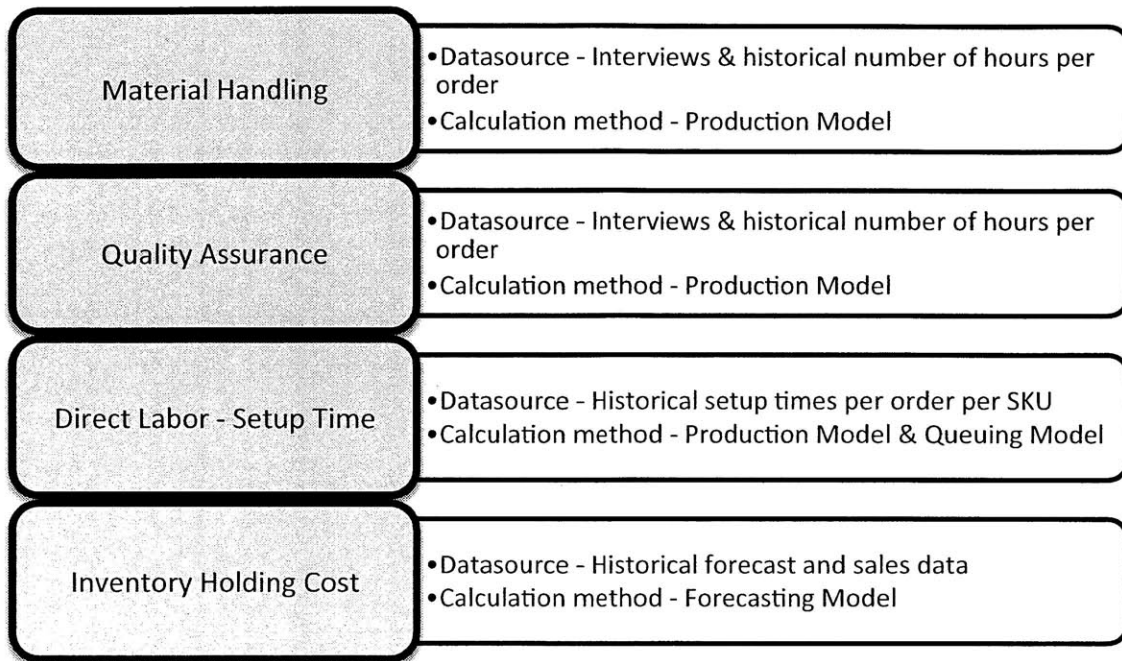 Material Handling
•Datasource - Interviews & historical number of hours per
order
•Calculation method - Production Model
Quality Assurance
•Datasource - Interviews & historical number of hours per
order
•Calculation method - Production Model
Direct Labor - Setup Time
•Datasource - Historical setup times per order per SKU
•Calculation method - Production Model & Queuing Model
Inventory Holding Cost
•Datasource - Historical forecast and sales data
•Calculation method - Forecasting Model